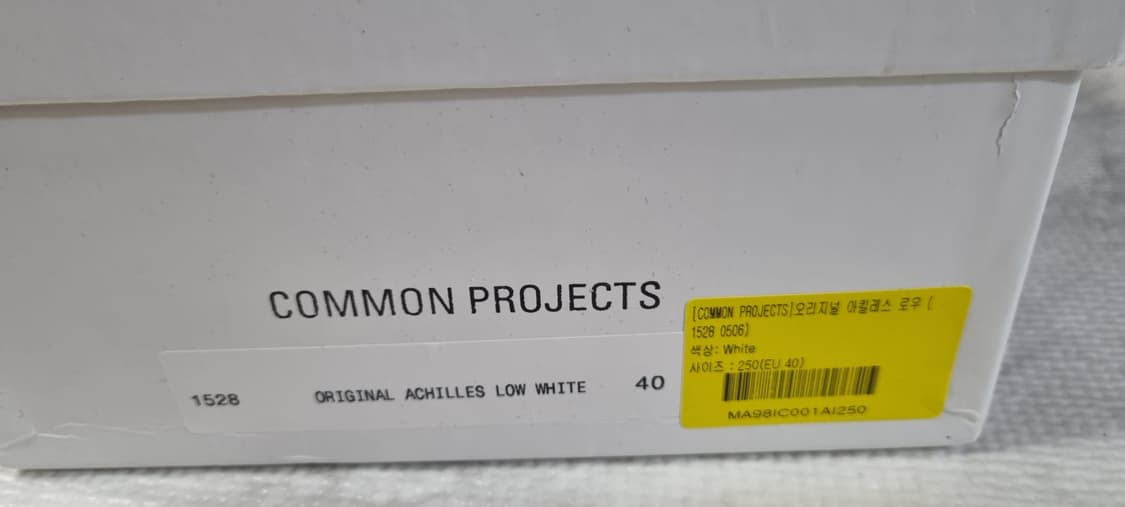 COMMON PROJECTS
1528 ORIGINAL ACHILLES LOW WHITE 40
[COMMON PROJECTS]오리지널 아킬레스 로우 (
1528 0506)
색상: White
사이즈 : 250(EU 40)
MA98IC001AI250